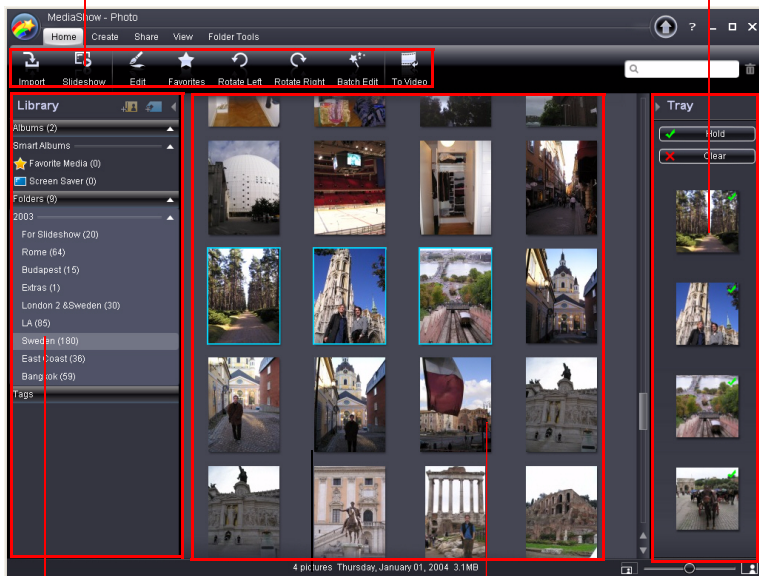 MediaShow - Photo
Home Create Share View Folder Tools
?
Import Slideshow Edit Favorites Rotate Left Rotate Right Batch Edit To Video
Library
Albums (2)
Smart Albums
Favorite Media (0)
Screen Saver (0)
Folders (9)
2003
For Slideshow (20)
Rome (64)
Budapest (15)
Extras (1)
London 2 &Sweden (30)
LA (85)
Sweden (180)
East Coast (36)
Bangkok (59)
Tags
Tray
Hold
Clear
4 pictures Thursday, January 01, 2004 3.1MB